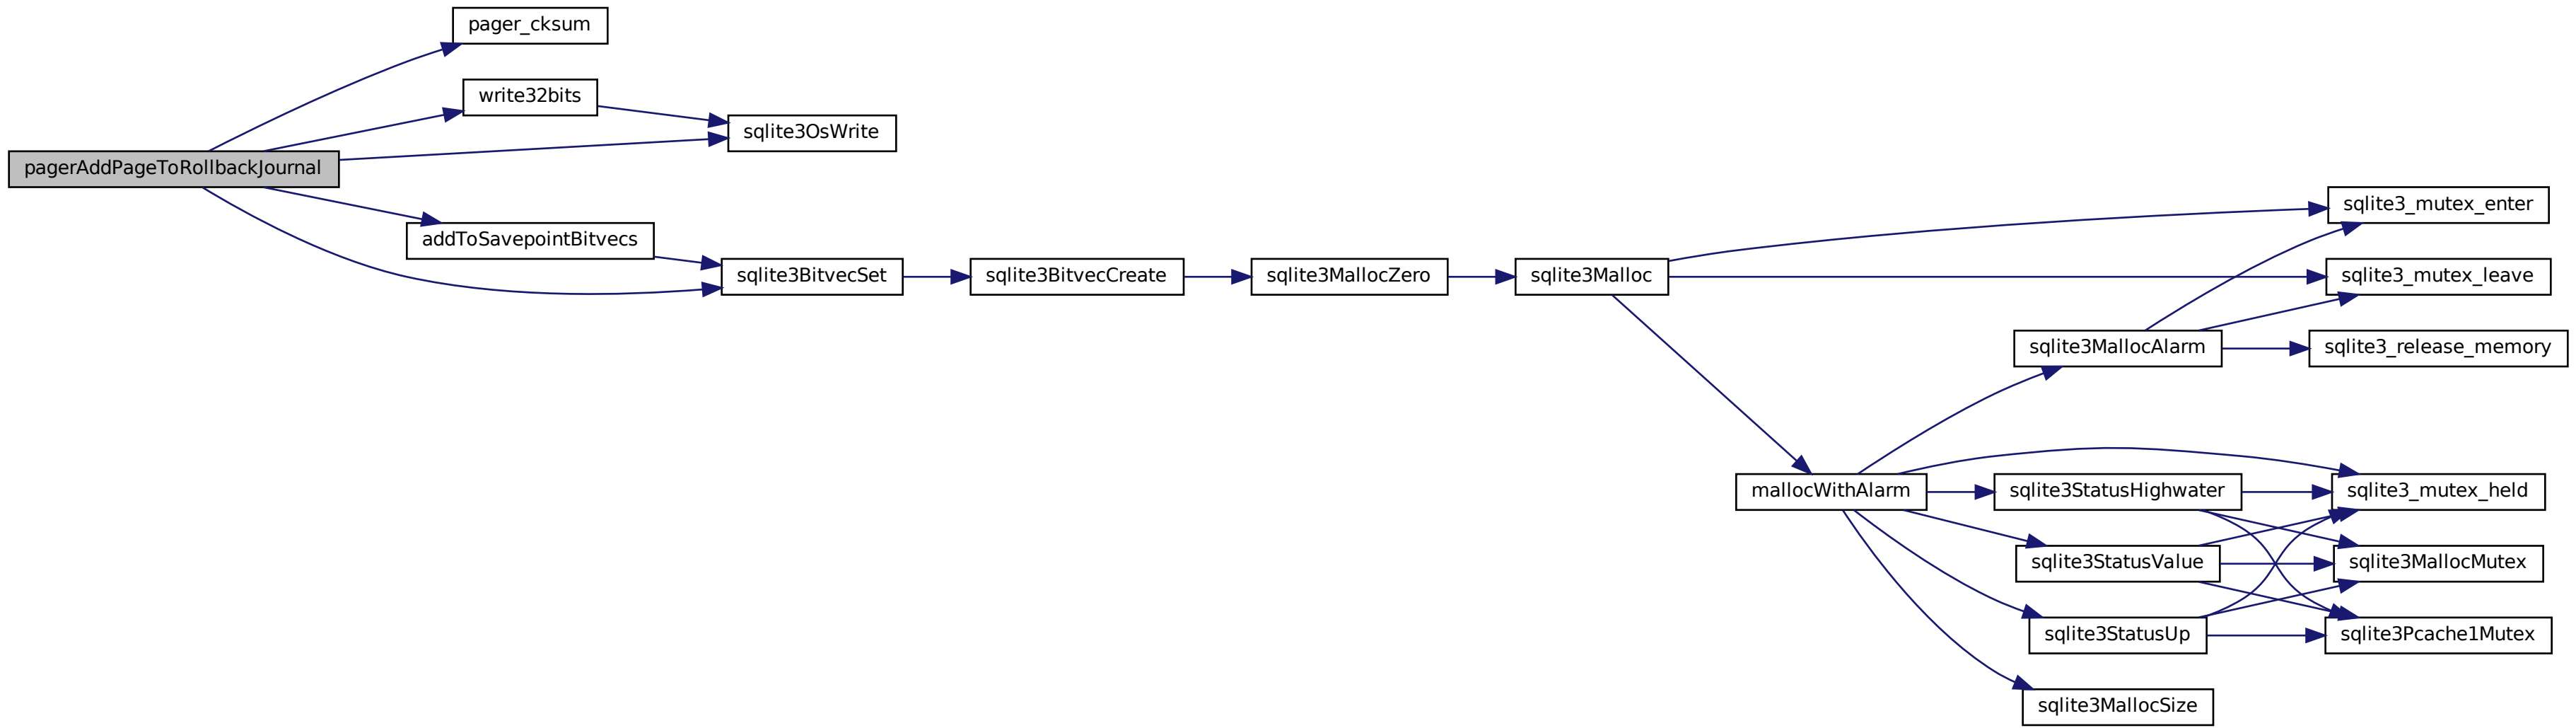 pager_cksum
write32bits
sqlite3OsWrite
pagerAddPageToRollbackJournal
sqlite3_mutex_enter
addToSavepointBitvecs
sqlite3BitvecSet
sqlite3BitvecCreate
sqlite3MallocZero
sqlite3Malloc
sqlite3_mutex_leave
sqlite3MallocAlarm
sqlite3_release_memory
mallocWithAlarm
sqlite3StatusHighwater
sqlite3_mutex_held
sqlite3StatusValue
sqlite3MallocMutex
sqlite3StatusUp
sqlite3Pcache1Mutex
sqlite3MallocSize